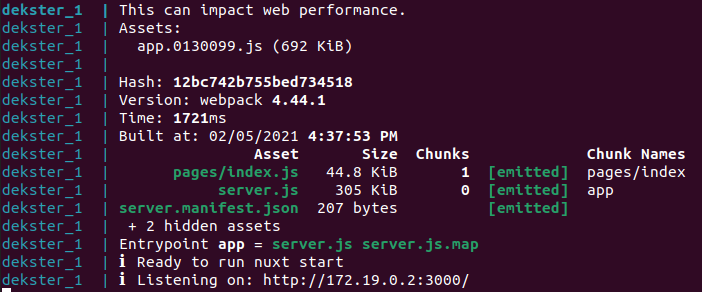 dekster_1 | This can impact web performance.
dekster_1 | Assets:
dekster_1 |   app.0130099.js (692 KiB)
dekster_1 |
dekster_1 | Hash: 12bc742b755bed734518
dekster_1 | Version: webpack 4.44.1
dekster_1 | Time: 1721ms
dekster_1 | Built at: 02/05/2021 4:37:53 PM
dekster_1 |                Asset       Size  Chunks             Chunk Names
dekster_1 |       pages/index.js   44.8 KiB       1  [emitted]  pages/index
dekster_1 |            server.js    305 KiB       0  [emitted]  app
dekster_1 | server.manifest.json  207 bytes          [emitted]
dekster_1 |  + 2 hidden assets
dekster_1 | Entrypoint app = server.js server.js.map
dekster_1 | ℹ Ready to run nuxt start
dekster_1 | ℹ Listening on: http://172.19.0.2:3000/